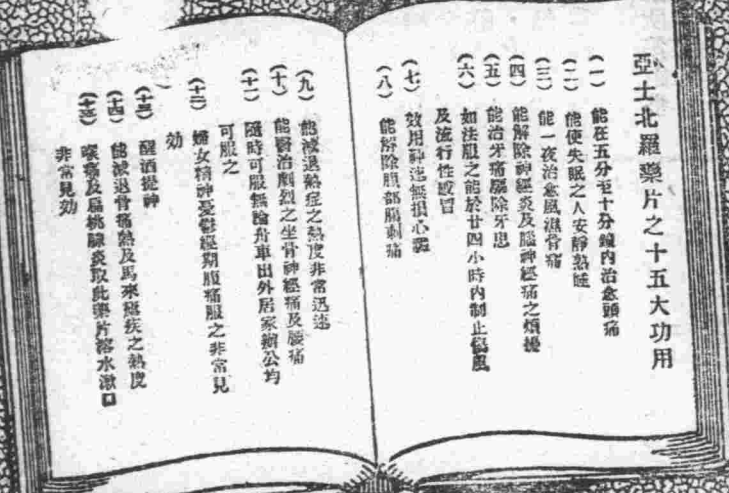 亞士北羅藥片之十五大功用
(一) 能在五分至十分鐘內治愈頭痛
(二) 能使失眠之人安靜熟睡
(三) 能一夜治愈風濕骨痛
(四) 能解除神經炎及腦神經痛之煩擾
(五) 能治牙痛驅除牙患
(六) 如法服之能於廿四小時內制止傷風
及流行性感冒
(七) 效用神速無損心臟
(八) 能解除頭部腹刺痛
(九) 能減退熱症之熱度非常迅速
(十) 能醫治劇烈之坐骨神經痛及腰痛
(十一) 隨時可服無論舟車出外居家辦公均
可服之
(十二) 婦女精神憂鬱經期腹痛服之非常見
効
(十三) 醒酒提神
(十四) 能減退骨痛熱及馬來瘧疾之熱度
(十五) 喉痛及扁桃腺炎取此藥片溶水漱口
非常見効